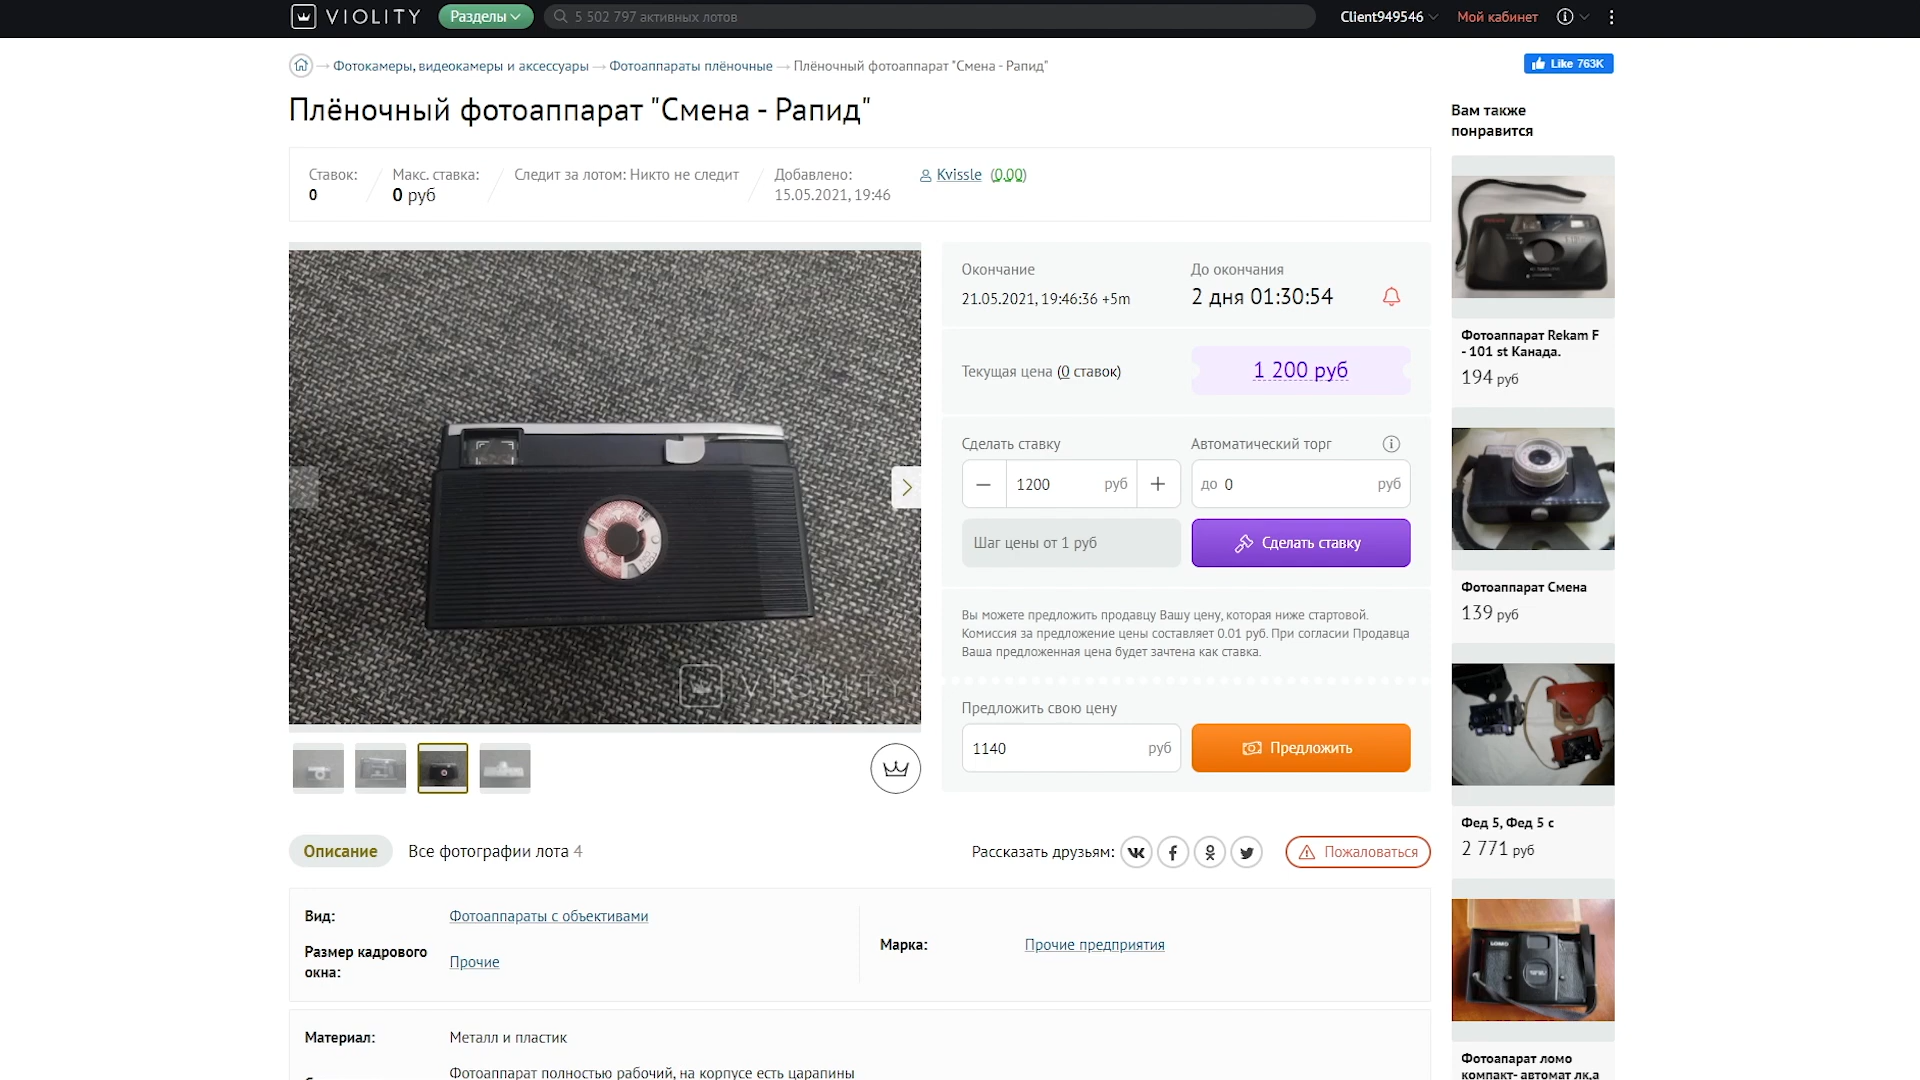 VIOLITY
Разделы
5 502 797 активных лотов
Client949546
Мой кабинет
Фотокамеры, видеокамеры и аксессуары → Фотоаппараты плёночные → Плёночный фотоаппарат "Смена - Рапид"
Like 763K
Плёночный фотоаппарат "Смена - Рапид"
Ставок:
0
Макс. ставка:
0 руб
Следит за лотом: Никто не следит
Добавлено:
15.05.2021, 19:46
Kvissle (0,00)
Окончание
21.05.2021, 19:46:36 +5m
До окончания
2 дня 01:30:54
Текущая цена (0 ставок)
1 200 руб
Сделать ставку
1200 руб
Автоматический торг
до 0 руб
Шаг цены от 1 руб
Сделать ставку
Вы можете предложить продавцу Вашу цену, которая ниже стартовой.
Комиссия за предложение цены составляет 0.01 руб. При согласии Продавца
Ваша предложенная цена будет зачтена как ставка.
Предложить свою цену
1140 руб
Предложить
VIOLITY
Описание
Все фотографии лота 4
Рассказать друзьям:
Пожаловаться
Вид:
Фотоаппараты с объективами
Размер кадрового
окна:
Прочие
Марка:
Прочие предприятия
Материал:
Металл и пластик
Фотоаппарат полностью рабочий, на корпусе есть царапины
Вам также
понравится
Фотоаппарат Rekam F
- 101 st Канада.
194 руб
Фотоаппарат Смена
139 руб
Фед 5, Фед 5 с
2 771 руб
LOMO
Фотоапарат ломо
компакт- автомат лк,а